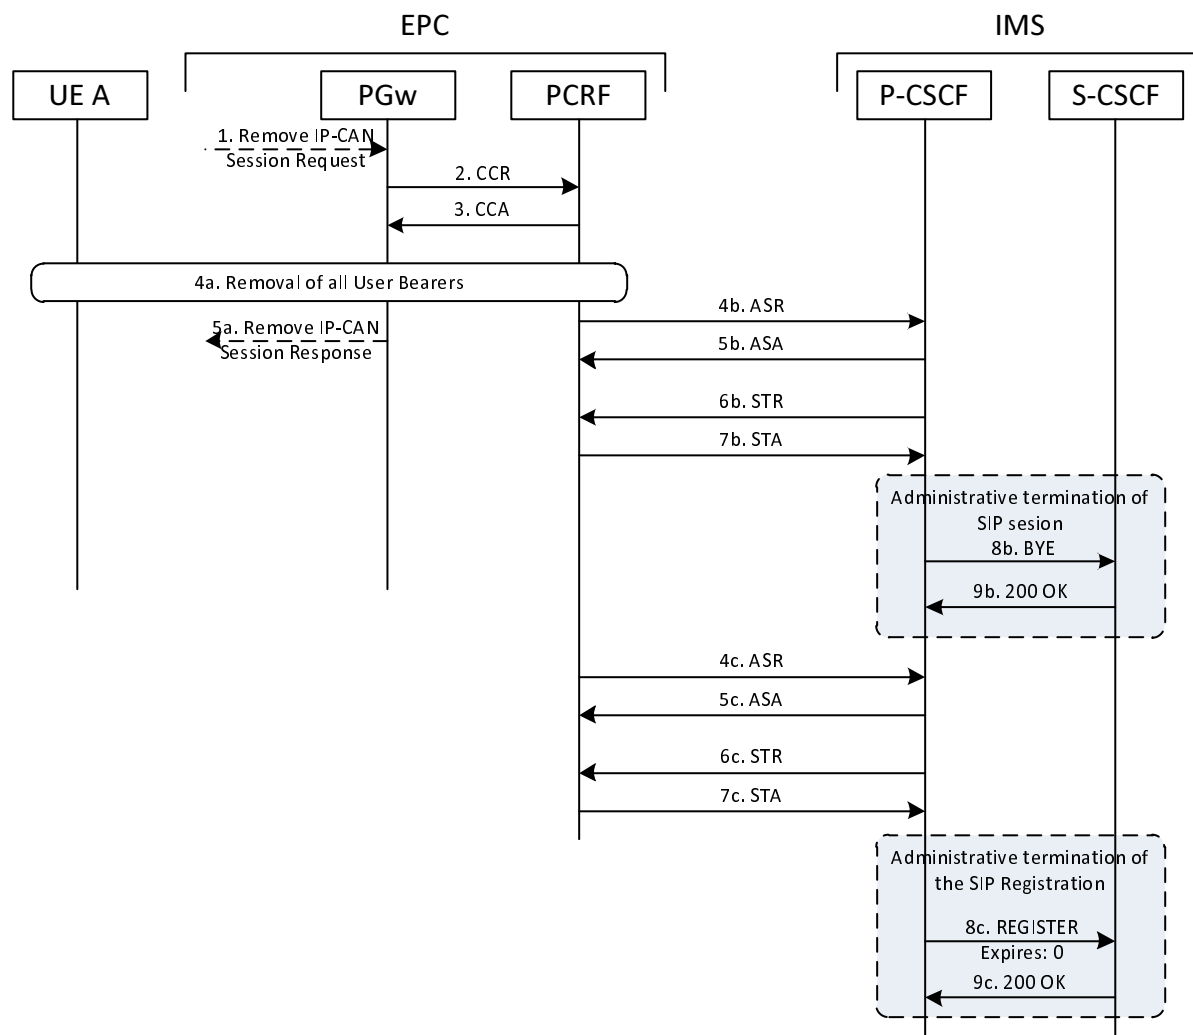 EPC
IMS
UE A
PGw
PCRF
P-CSCF
S-CSCF
1. Remove IP-CAN
Session Request
2. CCR
3. CCA
4a. Removal of all User Bearers
4b. ASR
5a. Remove IP-CAN
Session Response
5b. ASA
6b. STR
7b. STA
Administrative termination of
SIP sesion
8b. BYE
9b. 200 OK
4c. ASR
5c. ASA
6c. STR
7c. STA
Administrative termination of
the SIP Registration
8c. REGISTER
Expires: 0
9c. 200 OK